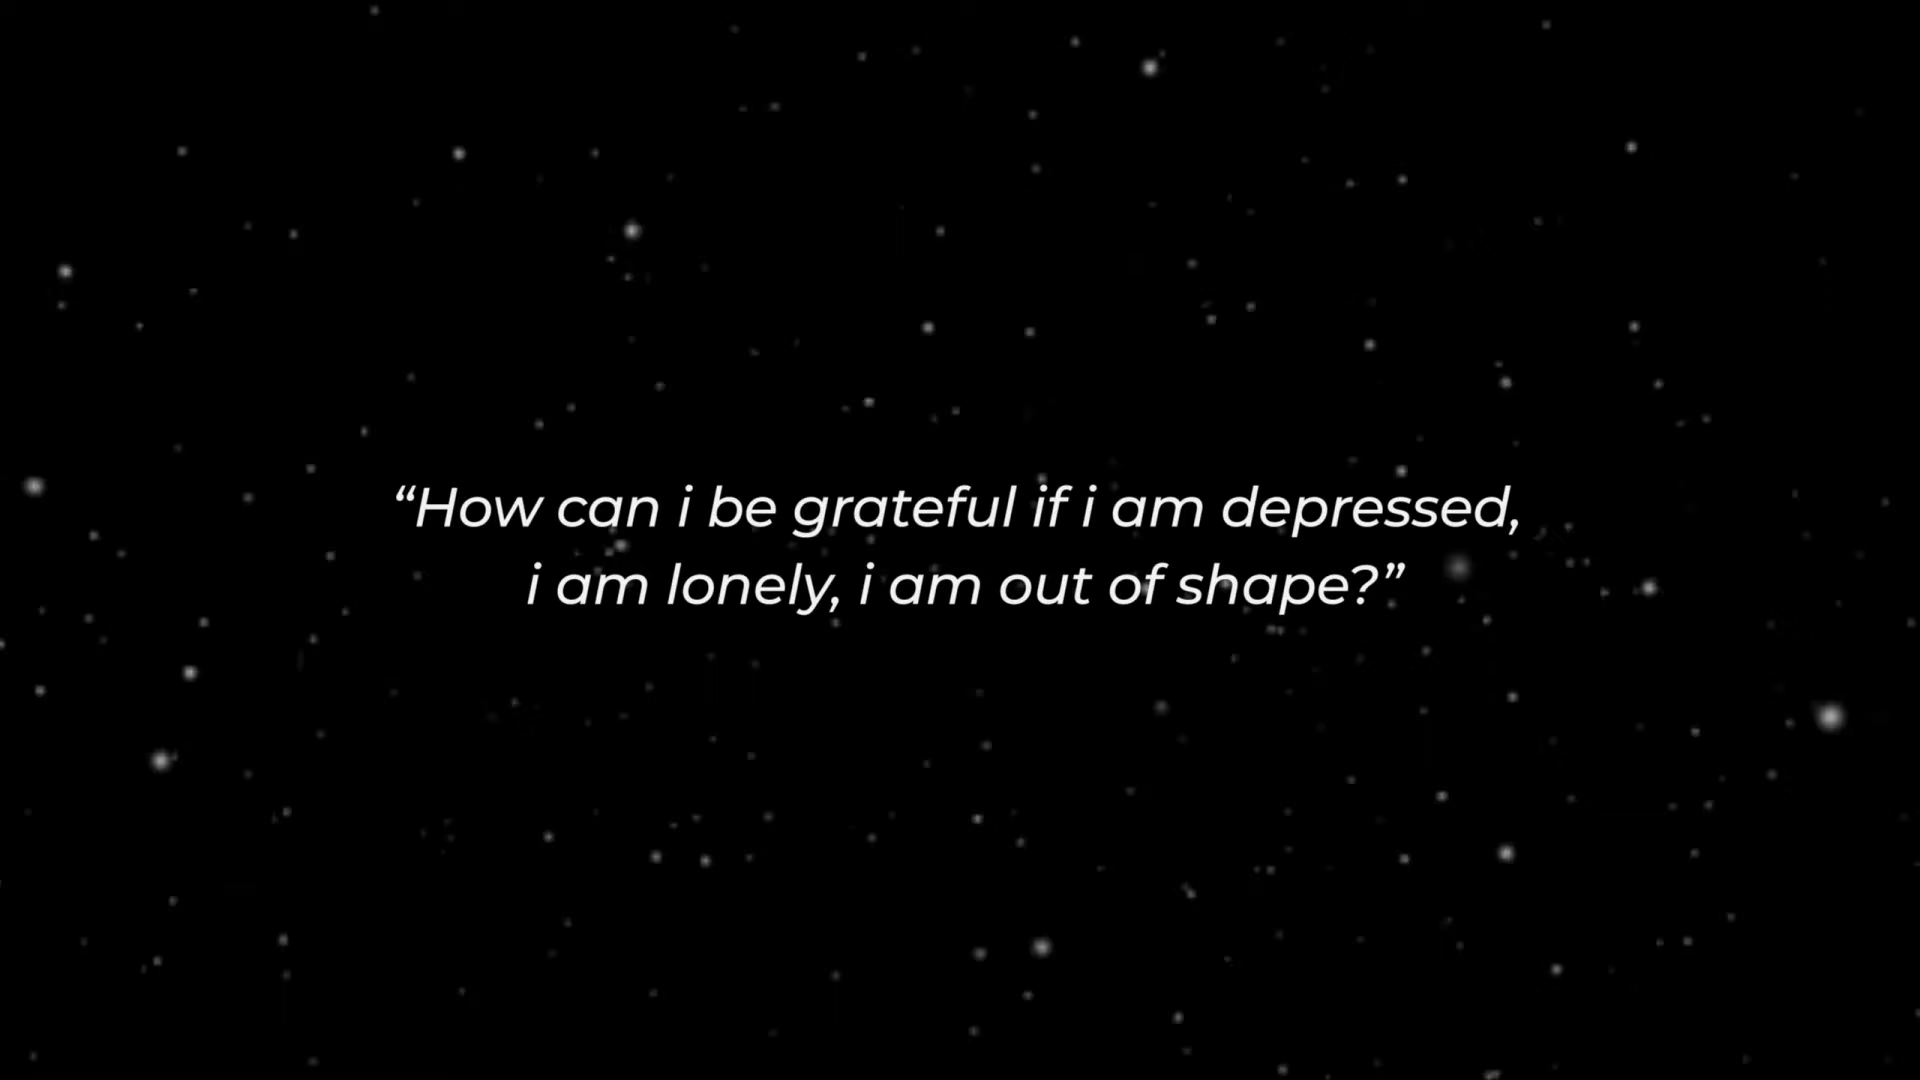 “How can i be grateful if i am depressed,
i am lonely, i am out of shape?”